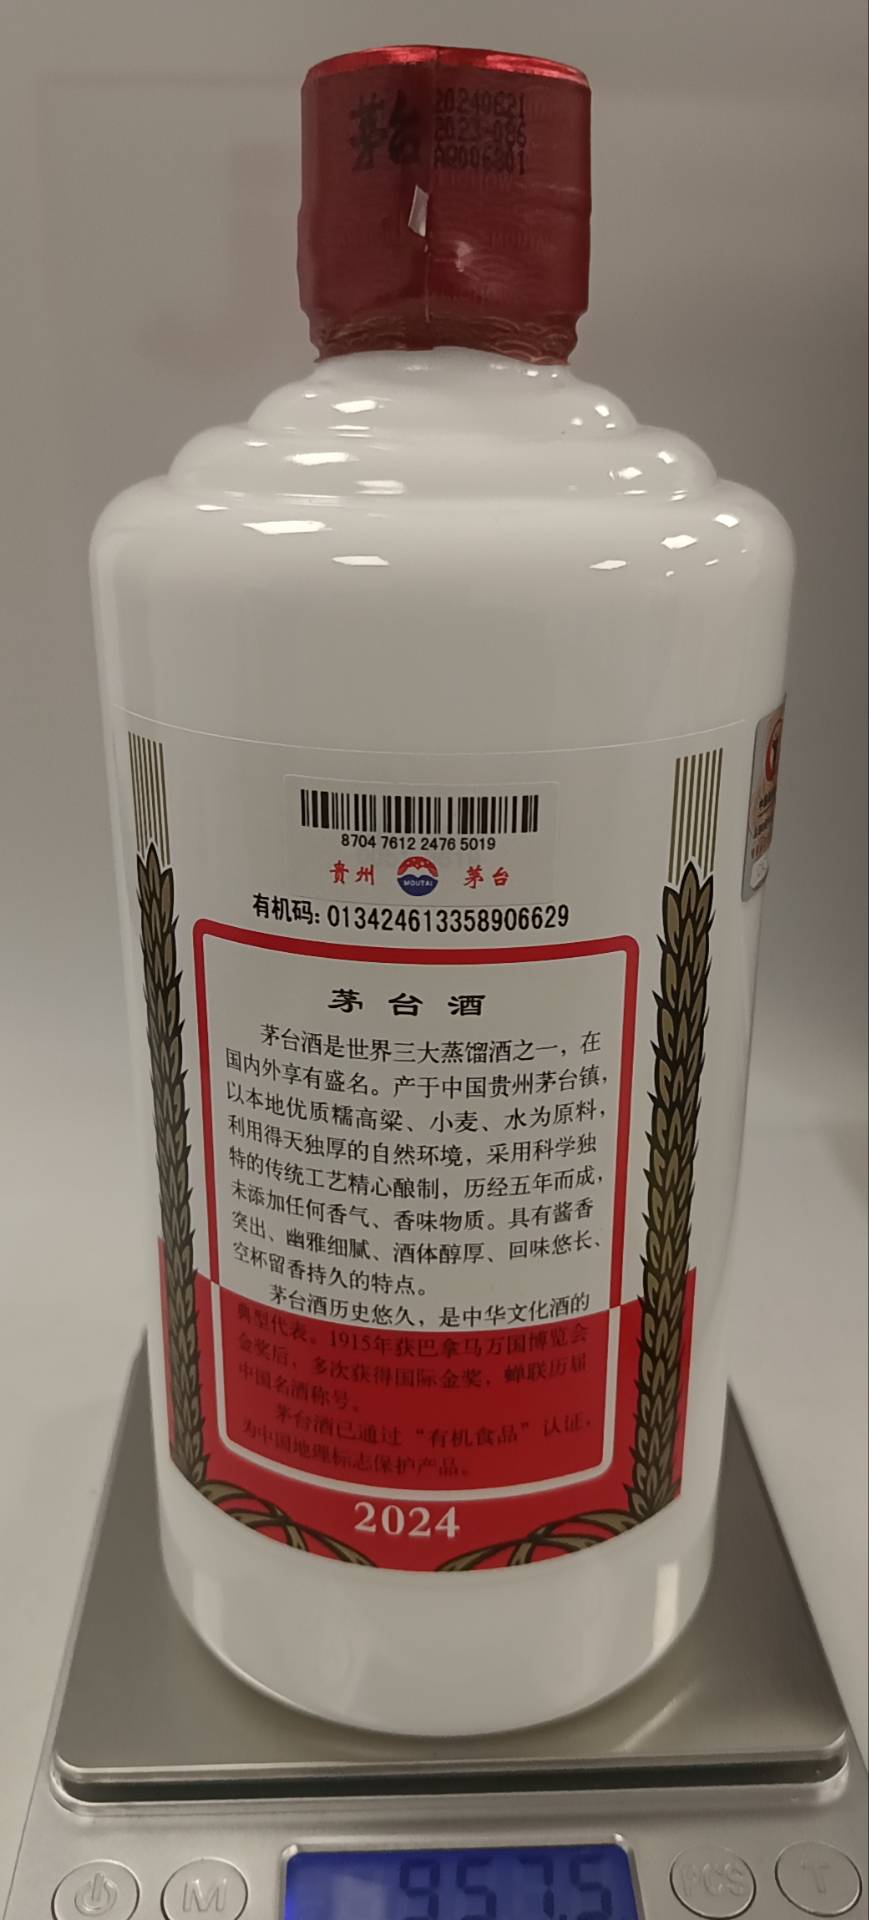 茅台
20240621
2023-086
MOUTAI
8704 7612 2476 5019
贵州 MOUTAI 茅台
有机码: 013424613358906629
茅台酒
茅台酒是世界三大蒸馏酒之一，在
国内外享有盛名。产于中国贵州茅台镇，
以本地优质糯高粱、小麦、水为原料，
利用得天独厚的自然环境，采用科学独
特的传统工艺精心酿制，历经五年而成，
未添加任何香气、香味物质。具有酱香
突出、幽雅细腻、酒体醇厚、回味悠长、
空杯留香持久的特点。
茅台酒历史悠久，是中华文化酒的
典型代表。1915年获巴拿马万国博览会
金奖后，多次获得国际金奖，蝉联历届
中国名酒称号。
茅台酒已通过“有机食品”认证，
为中国地理标志保护产品。
2024
M
957.5
PCS
T